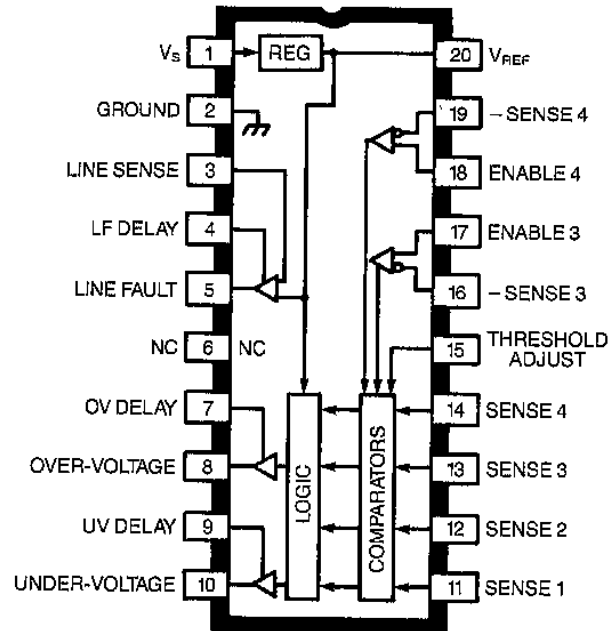 V_S 1 REG 20 V_REF
GROUND 2 19 –SENSE 4
LINE SENSE 3 18 ENABLE 4
LF DELAY 4 17 ENABLE 3
LINE FAULT 5 16 –SENSE 3
NC 6 NC 15 THRESHOLD
ADJUST
OV DELAY 7 14 SENSE 4
OVER-VOLTAGE 8 13 SENSE 3
UV DELAY 9 12 SENSE 2
UNDER-VOLTAGE 10 11 SENSE 1
LOGIC
COMPARATORS